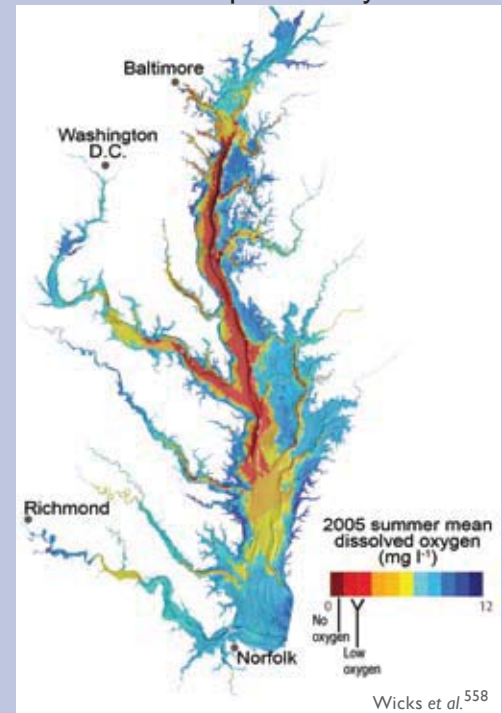 Baltimore
Washington
D.C.
Richmond
2005 summer mean
dissolved oxygen
(mg l⁻¹)
0
12
No
oxygen
Low
oxygen
Norfolk
Wicks et al.⁵⁵⁸